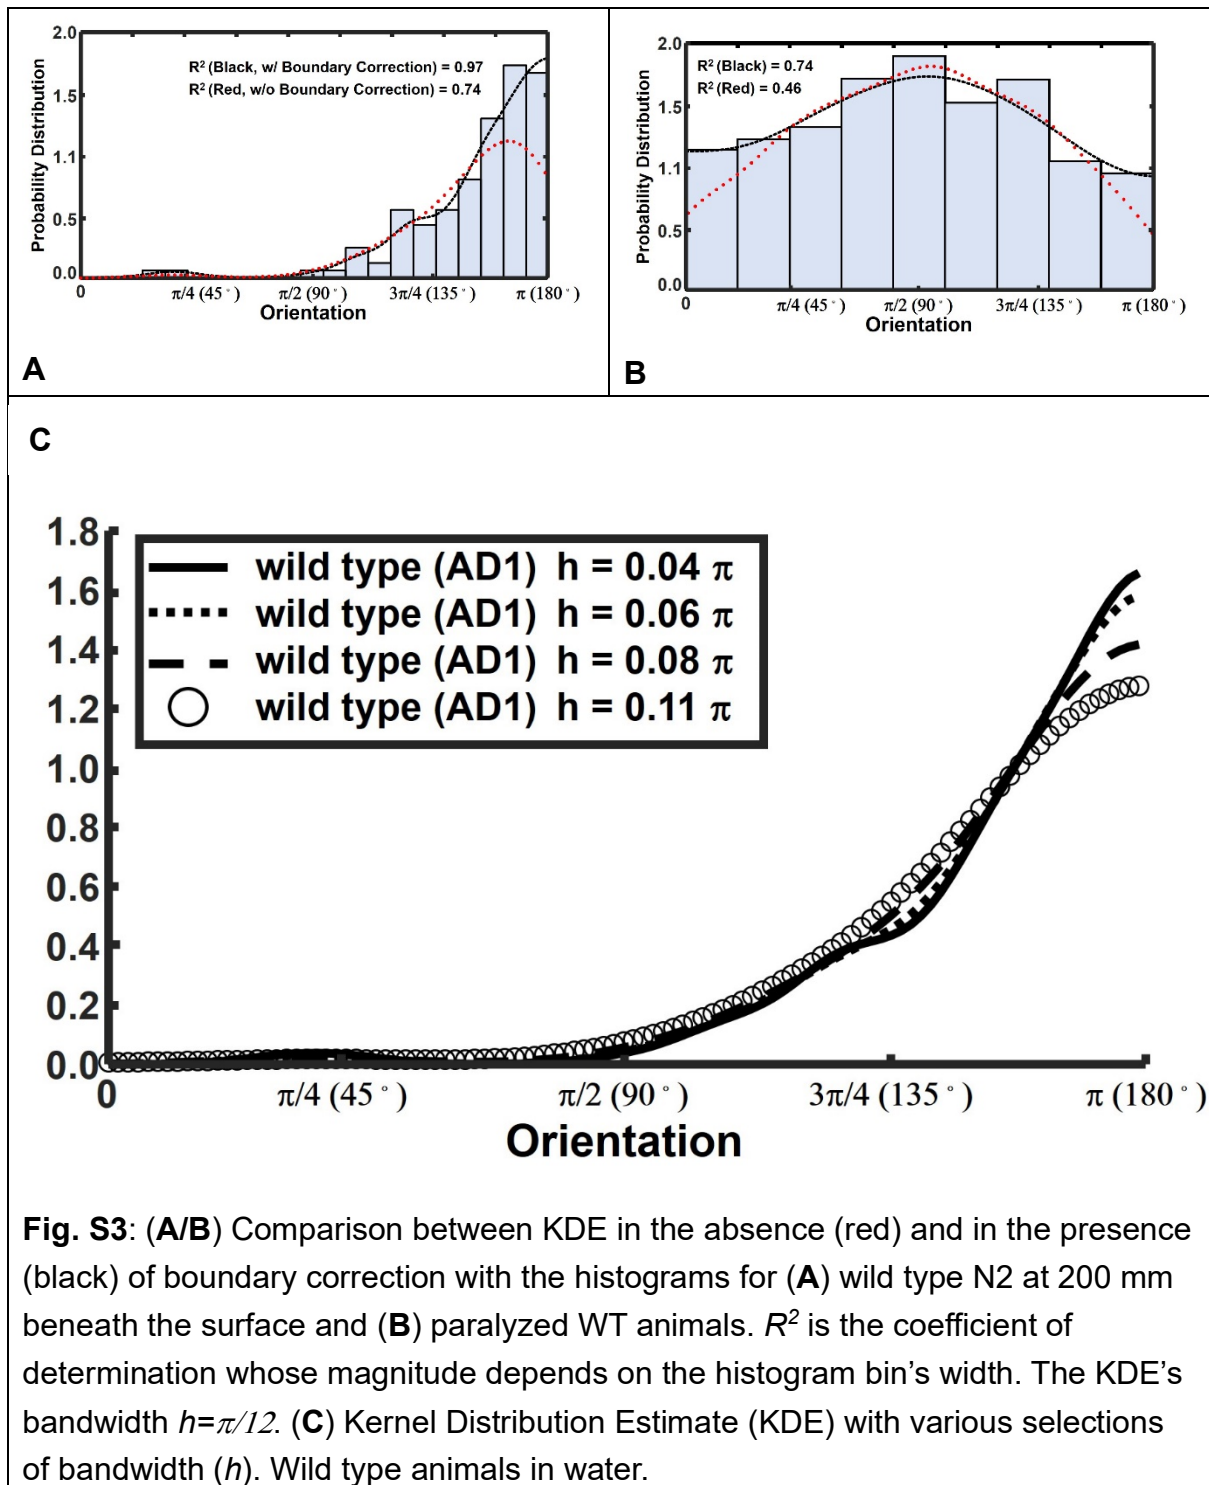 2.0
1.5
1.1
0.5
0.0
Probability Distribution
R² (Black, w/ Boundary Correction) = 0.97
R² (Red, w/o Boundary Correction) = 0.74
0 π/4 (45°) π/2 (90°) 3π/4 (135°) π (180°)
Orientation
A
2.0
1.5
1.1
0.5
0.0
Probability Distribution
R² (Black) = 0.74
R² (Red) = 0.46
0 π/4 (45°) π/2 (90°) 3π/4 (135°) π (180°)
Orientation
B
C
1.8
1.6
1.4
1.2
1.0
0.8
0.6
0.4
0.2
0.0
wild type (AD1) h = 0.04 π
wild type (AD1) h = 0.06 π
wild type (AD1) h = 0.08 π
wild type (AD1) h = 0.11 π
0 π/4 (45°) π/2 (90°) 3π/4 (135°) π (180°)
Orientation
Fig. S3: (A/B) Comparison between KDE in the absence (red) and in the presence
(black) of boundary correction with the histograms for (A) wild type N2 at 200 mm
beneath the surface and (B) paralyzed WT animals. R² is the coefficient of
determination whose magnitude depends on the histogram bin’s width. The KDE’s
bandwidth h=π/12. (C) Kernel Distribution Estimate (KDE) with various selections
of bandwidth (h). Wild type animals in water.